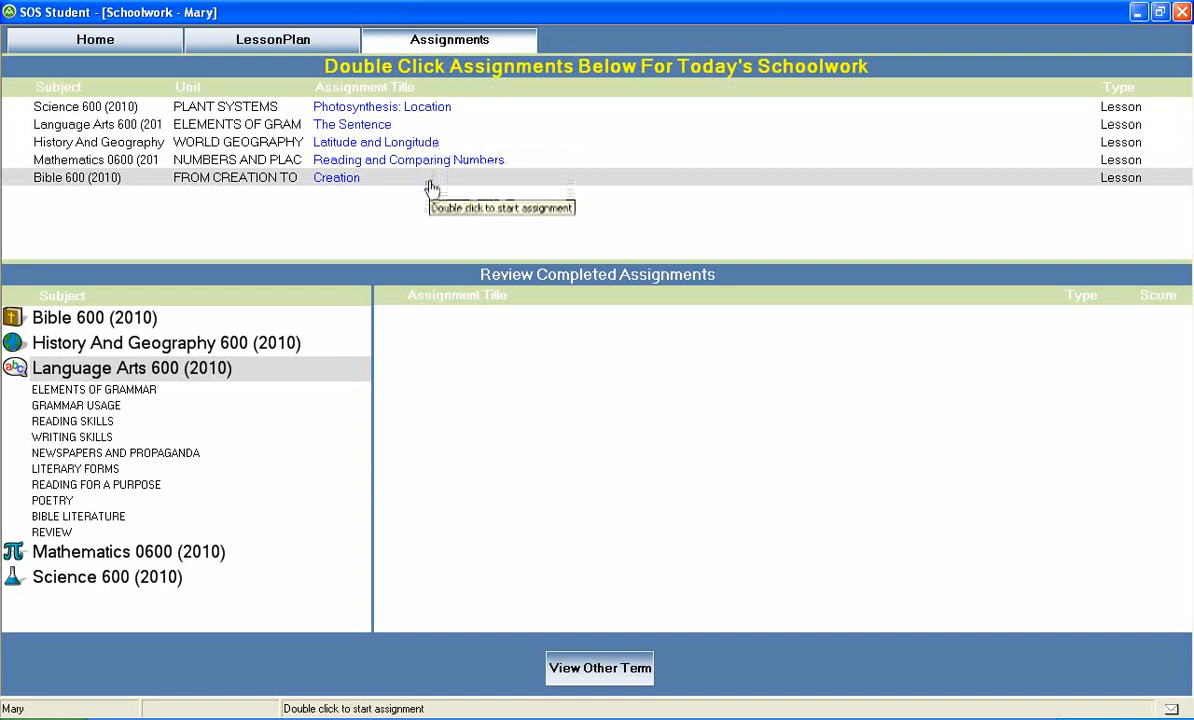 SOS Student - [Schoolwork - Mary]
Home LessonPlan Assignments
Double Click Assignments Below For Today's Schoolwork
Subject Unit Assignment Title Type
Science 600 (2010) PLANT SYSTEMS Photosynthesis: Location Lesson
Language Arts 600 (201 ELEMENTS OF GRAM The Sentence Lesson
History And Geography WORLD GEOGRAPHY Latitude and Longitude Lesson
Mathematics 0600 (201 NUMBERS AND PLAC Reading and Comparing Numbers Lesson
Bible 600 (2010) FROM CREATION TO Creation Lesson
Double click to start assignment
Review Completed Assignments
Subject Assignment Title Type Score
Bible 600 (2010)
History And Geography 600 (2010)
abc Language Arts 600 (2010)
ELEMENTS OF GRAMMAR
GRAMMAR USAGE
READING SKILLS
WRITING SKILLS
NEWSPAPERS AND PROPAGANDA
LITERARY FORMS
READING FOR A PURPOSE
POETRY
BIBLE LITERATURE
REVIEW
Mathematics 0600 (2010)
Science 600 (2010)
View Other Term
Mary Double click to start assignment